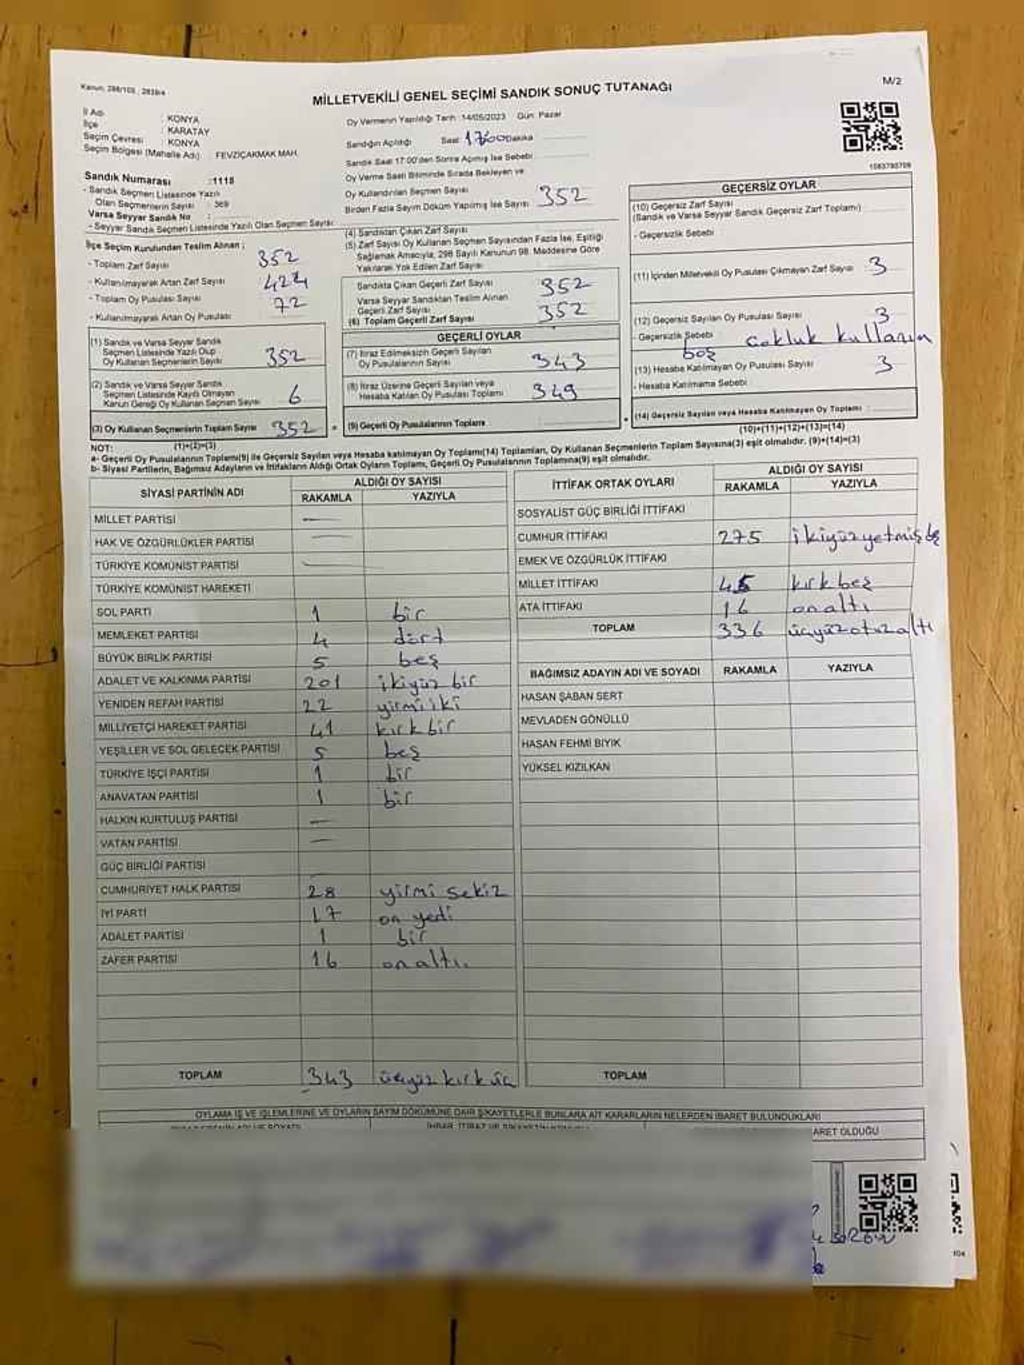 Kanun: 298/105, 2839/4
M/2
MİLLETVEKİLİ GENEL SEÇİMİ SANDIK SONUÇ TUTANAĞI
İl Adı : KONYA
İlçe : KARATAY
Seçim Çevresi : KONYA
Seçim Bölgesi (Mahalle Adı) : FEVZİÇAKMAK MAH.
Sandık Numarası : 1118
- Sandık Seçmen Listesinde Yazılı
Olan Seçmenlerin Sayısı : 369
Varsa Seyyar Sandık No :
- Seyyar Sandık Seçmen Listesinde Yazılı Olan Seçmen Sayısı :
İlçe Seçim Kurulundan Teslim Alınan ;
- Toplam Zarf Sayısı : 352
- Kullanılmayarak Artan Zarf Sayısı : 424
- Toplam Oy Pusulası Sayısı : 72
- Kullanılmayarak Artan Oy Pusulası :
(1) Sandık ve Varsa Seyyar Sandık
Seçmen Listesinde Yazılı Olup
Oy Kullanan Seçmenlerin Sayısı : 352
(2) Sandık ve Varsa Seyyar Sandık
Seçmen Listesinde Kayıtlı Olmayan
Kanun Gereği Oy Kullanan Seçmen Sayısı : 6
(3) Oy Kullanan Seçmenlerin Toplam Sayısı : 352
(1)+(2)=(3)
Oy Vermenin Yapıldığı Tarih :14/05/2023 Gün: Pazar
Sandığın Açıldığı Saat: 1700 Dakika
Sandık Saat 17:00'den Sonra Açılmış İse Sebebi :
Oy Verme Saati Bitiminde Sırada Bekleyen ve
Oy Kullandırılan Seçmen Sayısı :
Birden Fazla Sayım Döküm Yapılmış İse Sayısı : 352
(4) Sandıktan Çıkan Zarf Sayısı :
(5) Zarf Sayısı Oy Kullanan Seçmen Sayısından Fazla İse, Eşitliği
Sağlamak Amacıyla, 298 Sayılı Kanunun 98. Maddesine Göre
Yakılarak Yok Edilen Zarf Sayısı :
Sandıkta Çıkan Geçerli Zarf Sayısı : 352
Varsa Seyyar Sandıktan Teslim Alınan
Geçerli Zarf Sayısı :
(6) Toplam Geçerli Zarf Sayısı : 352
GEÇERLİ OYLAR
(7) İtiraz Edilmeksizin Geçerli Sayılan
Oy Pusulasının Sayısı : 343
(8) İtiraz Üzerine Geçerli Sayılan veya
Hesaba Katılan Oy Pusulası Toplamı : 349
(9) Geçerli Oy Pusulalarının Toplamı :
1083795709
GEÇERSİZ OYLAR
(10) Geçersiz Zarf Sayısı
(Sandık ve Varsa Seyyar Sandık Geçersiz Zarf Toplamı) :
- Geçersizlik Sebebi :
(11) İçinden Milletvekili Oy Pusulası Çıkmayan Zarf Sayısı : 3
(12) Geçersiz Sayılan Oy Pusulası Sayısı : 3
- Geçersizlik Sebebi : boş çokluk kullanım
(13) Hesaba Katılmayan Oy Pusulası Sayısı : 3
- Hesaba Katılmama Sebebi :
(14) Geçersiz Sayılan veya Hesaba Katılmayan Oy Toplamı :
(10)+(11)+(12)+(13)=(14)
NOT:
a- Geçerli Oy Pusulalarının Toplamı(9) ile Geçersiz Sayılan veya Hesaba katılmayan Oy Toplamı(14) Toplamları, Oy Kullanan Seçmenlerin Toplam Sayısına(3) eşit olmalıdır. (9)+(14)=(3)
b- Siyasi Partilerin, Bağımsız Adayların ve İttifakların Aldığı Ortak Oyların Toplamı, Geçerli Oy Pusulalarının Toplamına(9) eşit olmalıdır.
SİYASİ PARTİNİN ADI ALDIĞI OY SAYISI
RAKAMLA YAZIYLA
MİLLET PARTİSİ —
HAK VE ÖZGÜRLÜKLER PARTİSİ —
TÜRKİYE KOMÜNİST PARTİSİ —
TÜRKİYE KOMÜNİST HAREKETİ
SOL PARTİ 1 bir
MEMLEKET PARTİSİ 4 dört
BÜYÜK BİRLİK PARTİSİ 5 beş
ADALET VE KALKINMA PARTİSİ 201 ikiyüz bir
YENİDEN REFAH PARTİSİ 22 yirmi iki
MİLLİYETÇİ HAREKET PARTİSİ 41 kırk bir
YEŞİLLER VE SOL GELECEK PARTİSİ 5 beş
TÜRKİYE İŞÇİ PARTİSİ 1 bir
ANAVATAN PARTİSİ 1 bir
HALKIN KURTULUŞ PARTİSİ —
VATAN PARTİSİ —
GÜÇ BİRLİĞİ PARTİSİ
CUMHURİYET HALK PARTİSİ 28 yirmi sekiz
İYİ PARTİ 17 on yedi
ADALET PARTİSİ 1 bir
ZAFER PARTİSİ 16 on altı
TOPLAM 343 üçyüz kırk üç
İTTİFAK ORTAK OYLARI ALDIĞI OY SAYISI
RAKAMLA YAZIYLA
SOSYALİST GÜÇ BİRLİĞİ İTTİFAKI
CUMHUR İTTİFAKI 275 ikiyüzyetmişbeş
EMEK VE ÖZGÜRLÜK İTTİFAKI
MİLLET İTTİFAKI 45 kırk beş
ATA İTTİFAKI 16 on altı
TOPLAM 336 üçyüzotuzaltı
BAĞIMSIZ ADAYIN ADI VE SOYADI RAKAMLA YAZIYLA
HASAN ŞABAN SERT
MEVLADEN GÖNÜLLÜ
HASAN FEHMİ BIYIK
YÜKSEL KIZILKAN
TOPLAM
OYLAMA İŞ VE İŞLEMLERİNE VE OYLARIN SAYIM DÖKÜMÜNE DAİR ŞİKAYETLERLE BUNLARA AİT KARARLARIN NELERDEN İBARET BULUNDUKLARI
ARET OLDUĞU